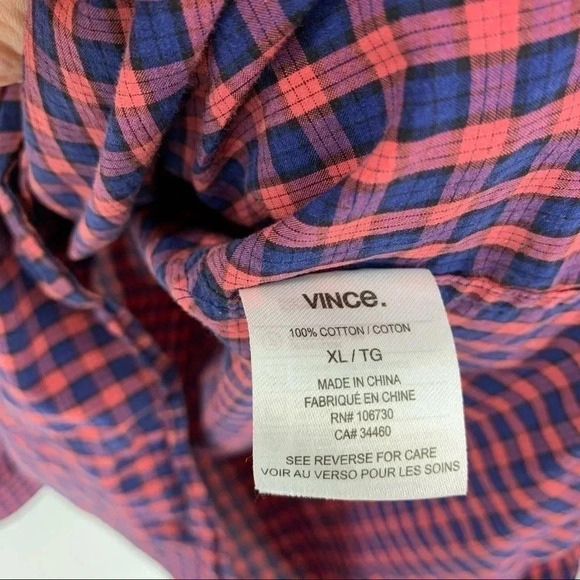 VINCE.
100% COTTON / COTON
XL / TG
MADE IN CHINA
FABRIQUÉ EN CHINE
RN# 106730
CA# 34460
SEE REVERSE FOR CARE
VOIR AU VERSO POUR LES SOINS